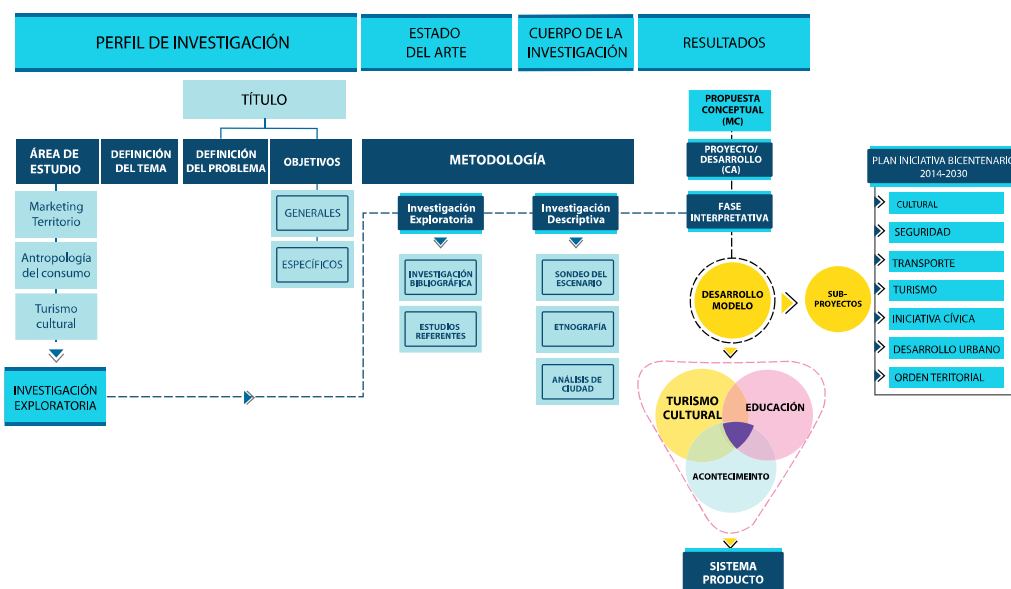 PERFIL DE INVESTIGACIÓN
ESTADO
DEL ARTE
CUERPO DE LA
INVESTIGACIÓN
RESULTADOS
TÍTULO
ÁREA DE
ESTUDIO
DEFINICIÓN
DEL TEMA
DEFINICIÓN
DEL PROBLEMA
OBJETIVOS
METODOLOGÍA
Marketing
Territorio
Antropología
del consumo
Turismo
cultural
INVESTIGACIÓN
EXPLORATORIA
GENERALES
ESPECÍFICOS
Investigación
Exploratoria
INVESTIGACIÓN
BIBLIOGRÁFICA
ESTUDÍOS
REFERENTES
Investigación
Descriptiva
SONDEO DEL
ESCENARIO
ETNOGRAFÍA
ANÁLISIS DE
CIUDAD
PROPUESTA
CONCEPTUAL
(MC)
PROYECTO/
DESARROLLO
(CA)
FASE
INTERPRETATIVA
DESARROLLO
MODELO
SUB-
PROYECTOS
TURÍSMO
CULTURAL
EDUCACIÓN
ACONTECIMEINTO
SISTEMA
PRODUCTO
PLAN INICIATIVA BICENTENARIO
2014-2030
CULTURAL
SEGURIDAD
TRANSPORTE
TURISMO
INICIATIVA CÍVICA
DESARROLLO URBANO
ORDEN TERITORIAL